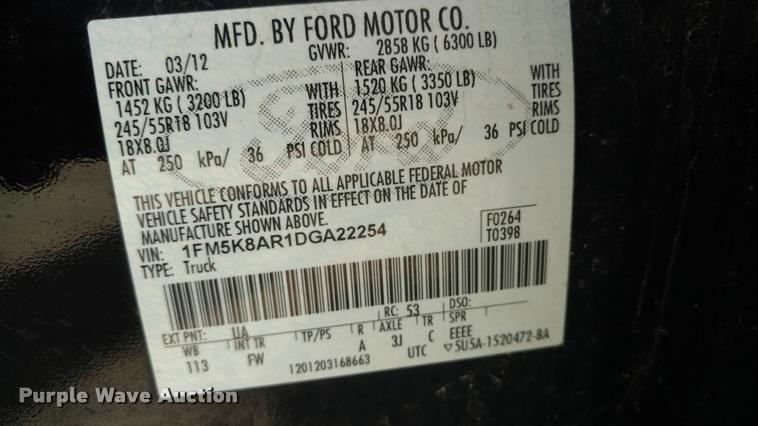 MFD. BY FORD MOTOR CO.
DATE: 03/12 GVWR: 2858 KG ( 6300 LB)
FRONT GAWR: REAR GAWR:
1452 KG ( 3200 LB) WITH 1520 KG ( 3350 LB) WITH
245/55R18 103V TIRES 245/55R18 103V TIRES
18X8.0J RIMS 18X8.0J RIMS
AT 250 kPa/ 36 PSI COLD AT 250 kPa/ 36 PSI COLD
Ford
THIS VEHICLE CONFORMS TO ALL APPLICABLE FEDERAL MOTOR
VEHICLE SAFETY STANDARDS IN EFFECT ON THE DATE OF
MANUFACTURE SHOWN ABOVE.
VIN: 1FM5K8AR1DGA22254 F0264
TYPE: Truck T0398
EXT PNT: UA RC: 53 DSO:
WB INT TR TP/PS R AXLE TR SPR
113 FW A 3J C EEEE
1201203168663 UTC ▽5U5A-1520472-BA
Purple Wave Auction